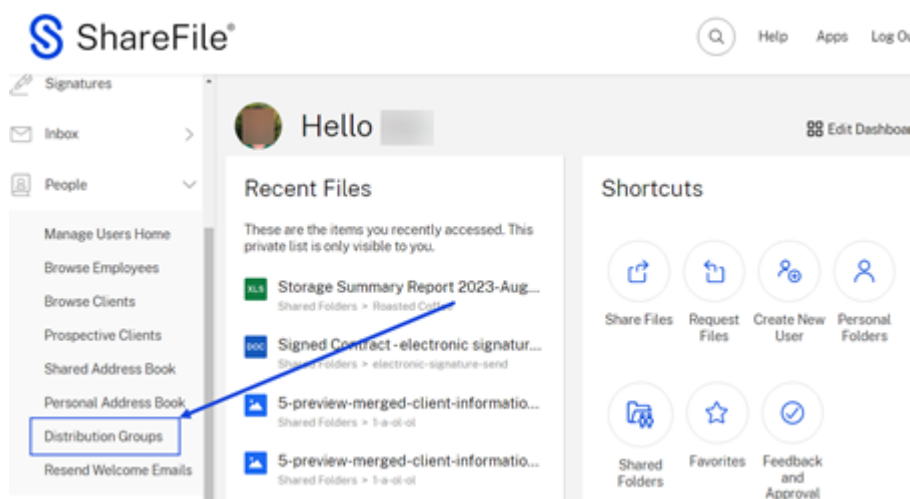 ShareFile®
Help Apps Log Ou
Signatures
Inbox
People
Manage Users Home
Browse Employees
Browse Clients
Prospective Clients
Shared Address Book
Personal Address Book
Distribution Groups
Resend Welcome Emails
Hello
Edit Dashboar
Recent Files
These are the items you recently accessed. This
private list is only visible to you.
XLS
Storage Summary Report 2023-Aug...
Shared Folders > Roasted Coffee
DOC
Signed Contract - electronic signatur...
Shared Folders > electronic-signature-send
5-preview-merged-client-informatio...
Shared Folders > 1-a-ol-ol
5-preview-merged-client-informatio...
Shared Folders > 1-a-ol-ol
Shortcuts
Share Files
Request
Files
Create New
User
Personal
Folders
Shared
Folders
Favorites
Feedback
and
Approval